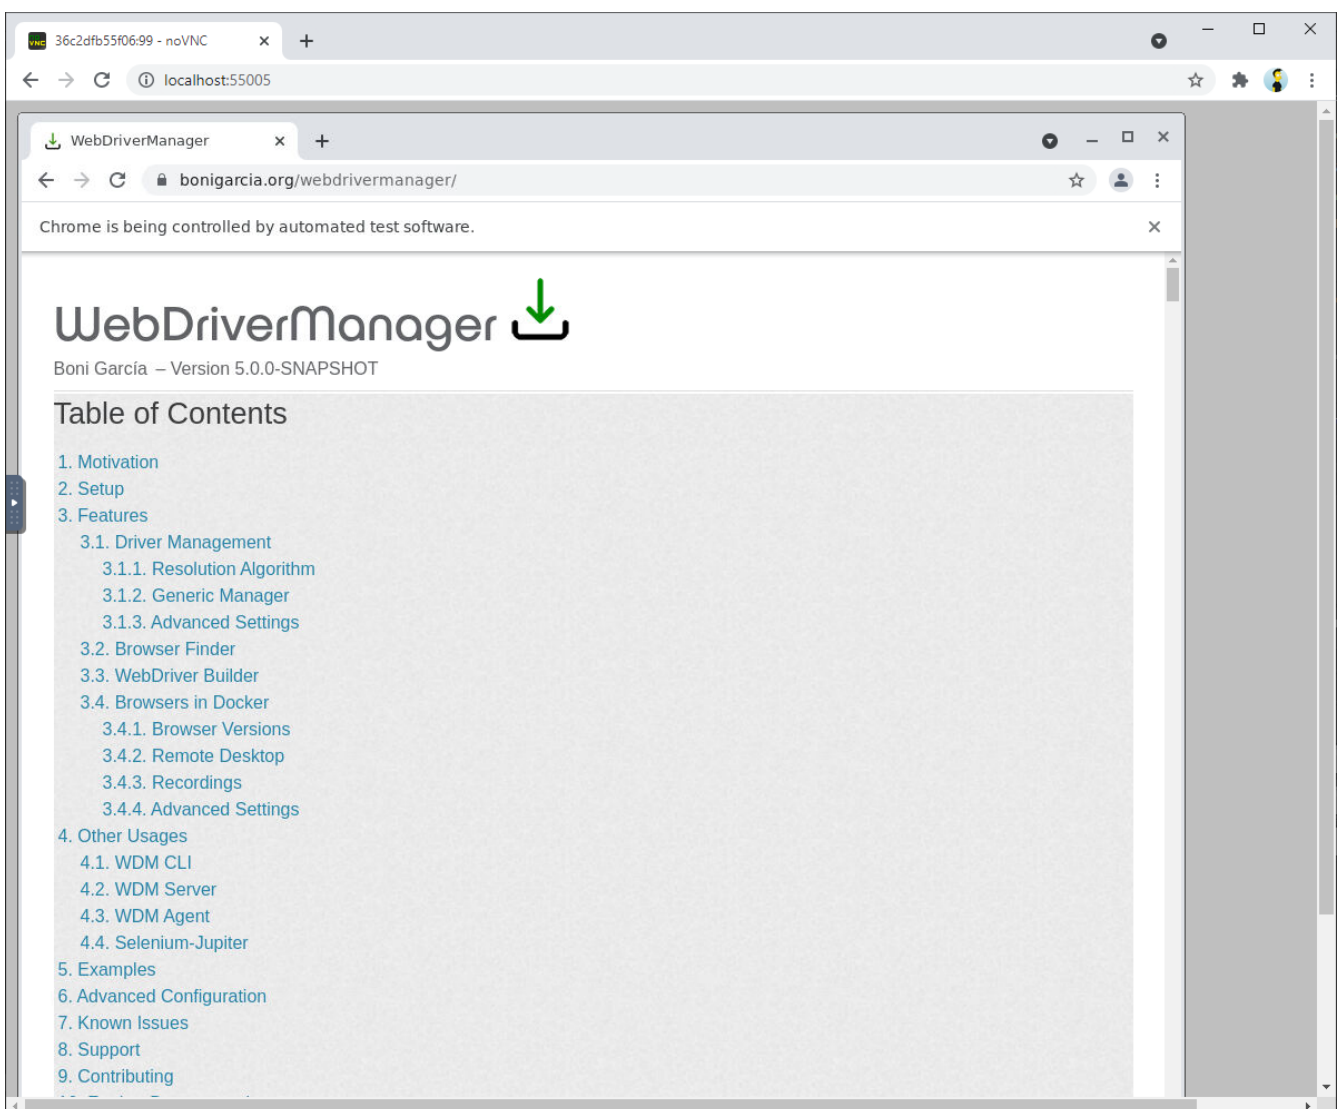 36c2dfb55f06:99 - noVNC
localhost:55005
WebDriverManager
bonigarcia.org/webdrivermanager/
Chrome is being controlled by automated test software.
WebDriverManager
Boni García – Version 5.0.0-SNAPSHOT
Table of Contents
1. Motivation
2. Setup
3. Features
3.1. Driver Management
3.1.1. Resolution Algorithm
3.1.2. Generic Manager
3.1.3. Advanced Settings
3.2. Browser Finder
3.3. WebDriver Builder
3.4. Browsers in Docker
3.4.1. Browser Versions
3.4.2. Remote Desktop
3.4.3. Recordings
3.4.4. Advanced Settings
4. Other Usages
4.1. WDM CLI
4.2. WDM Server
4.3. WDM Agent
4.4. Selenium-Jupiter
5. Examples
6. Advanced Configuration
7. Known Issues
8. Support
9. Contributing